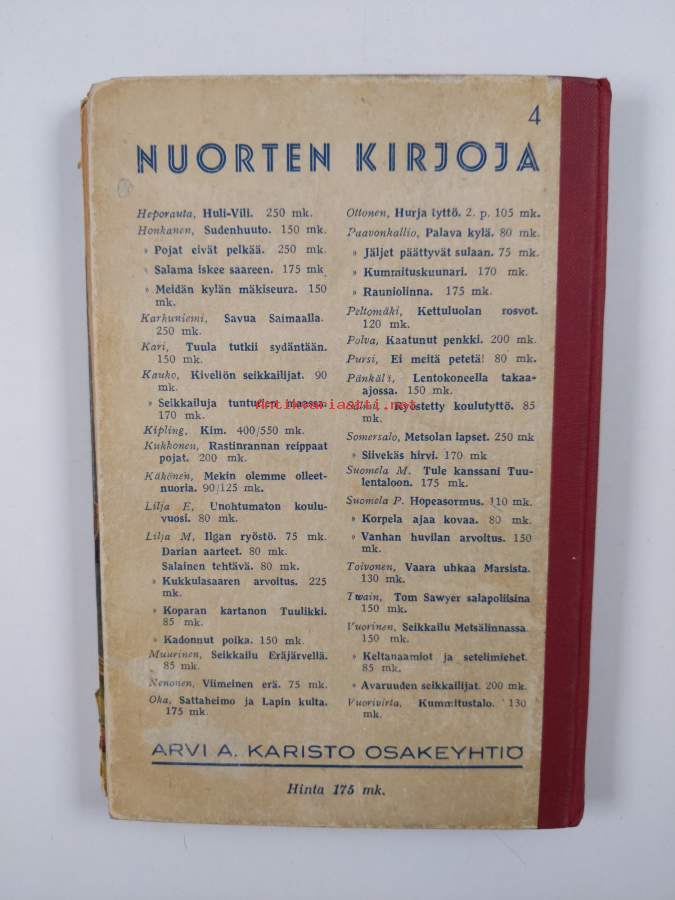 4
NUORTEN KIRJOJA
Heporauta, Huli-Vili. 250 mk.
Honkanen, Sudenhuuto. 150 mk.
» Pojat eivät pelkää. 250 mk.
» Salama iskee saareen. 175 mk
» Meidän kylän mäkiseura. 150
mk.
Karkuniemi, Savua Saimaalla.
250 mk.
Kari, Tuula tutkii sydäntään.
150 mk.
Kauko, Kiveliön seikkailijat. 90
mk.
» Seikkailuja tunturien maassa.
170 mk.
Kipling, Kim. 400/550 mk.
Kukkonen, Rastinrannan reippaat
pojat. 200 mk.
Käkönen, Mekin olemme olleet-
nuoria. 90/125 mk.
Lilja E, Unohtumaton koulu-
vuosi. 80 mk.
Lilja M, Ilgan ryöstö. 75 mk.
Darian aarteet. 80 mk.
Salainen tehtävä. 80 mk.
» Kukkulasaaren arvoitus. 225
mk.
» Koparan kartanon Tuulikki.
85 mk.
» Kadonnut poika. 150 mk.
Muurinen, Seikkailu Eräjärvellä.
85 mk.
Nenonen, Viimeinen erä. 75 mk.
Oka, Sattaheimo ja Lapin kulta.
175 mk.
Ottonen, Hurja tyttö. 2. p. 105 mk.
Paavonkallio, Palava kylä. 80 mk.
» Jäljet päättyvät sulaan. 75 mk.
» Kummituskuunari. 170 mk.
» Rauniolinna. 175 mk.
Peltomäki, Kettuluolan rosvot.
120 mk.
Polva, Kaatunut penkki. 200 mk.
Pursi, Ei meitä petetä! 80 mk.
Pänkälä, Lentokoneella takaa-
ajossa. 150 mk.
Ryöstetty koulutyttö. 85
mk.
Somersalo, Metsolan lapset. 250 mk
» Siivekäs hirvi. 170 mk
Suomela M. Tule kanssani Tuu-
lentaloon. 175 mk.
Suomela P. Hopeasormus. 110 mk.
» Korpela ajaa kovaa. 80 mk.
» Vanhan huvilan arvoitus. 150
mk.
Toivonen, Vaara uhkaa Marsista.
130 mk.
Twain, Tom Sawyer salapoliisina
150 mk.
Vuorinen, Seikkailu Metsälinnassa.
150 mk.
» Keltanaamiot ja setelimiehet.
85 mk.
» Avaruuden seikkailijat. 200 mk.
Vuorivirta, Kummitustalo. 130
mk.
Antikvariaatti.net
ARVI A. KARISTO OSAKEYHTIÖ
Hinta 175 mk.